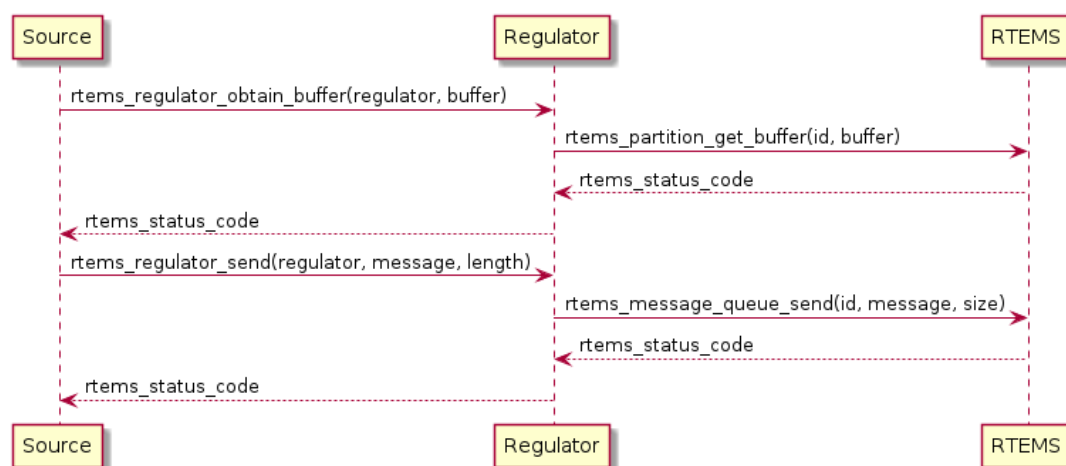 Source
Regulator
RTEMS
rtems_regulator_obtain_buffer(regulator, buffer)
rtems_partition_get_buffer(id, buffer)
rtems_status_code
rtems_status_code
rtems_regulator_send(regulator, message, length)
rtems_message_queue_send(id, message, size)
rtems_status_code
rtems_status_code
Source
Regulator
RTEMS